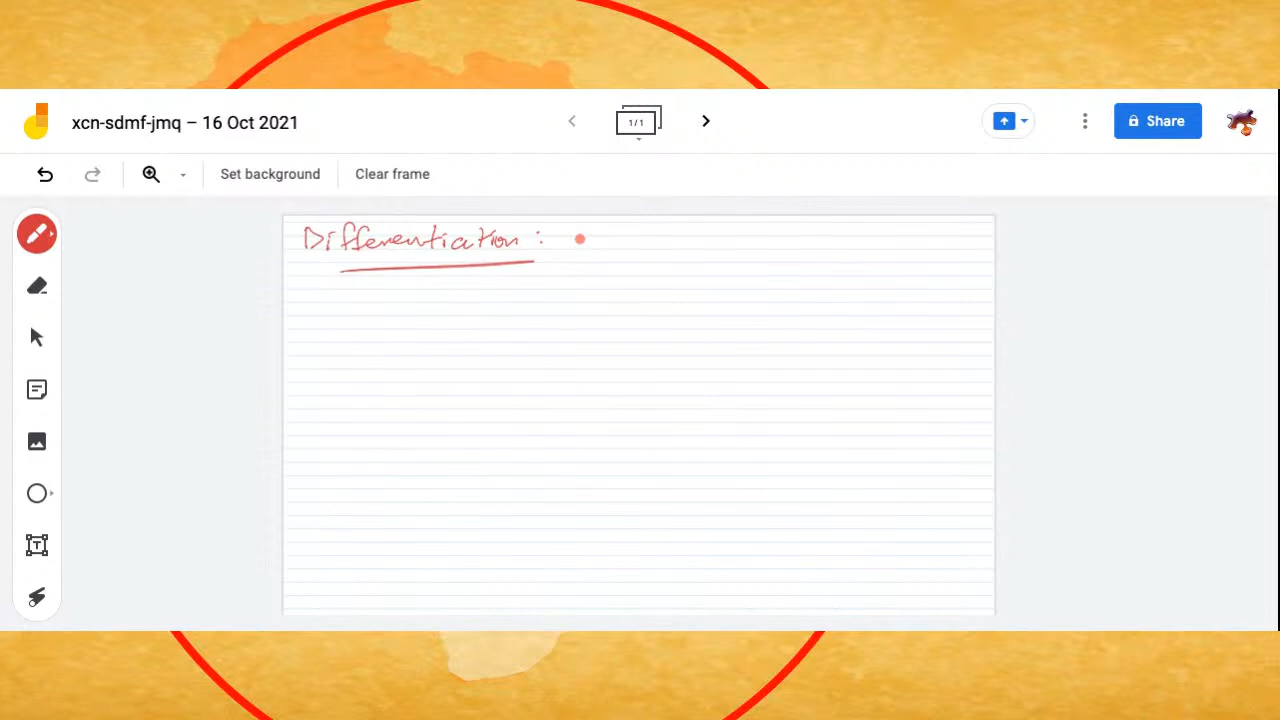 xcn-sdmf-jmq – 16 Oct 2021
1/1
Share
Set background
Clear frame
Differentiation :
T